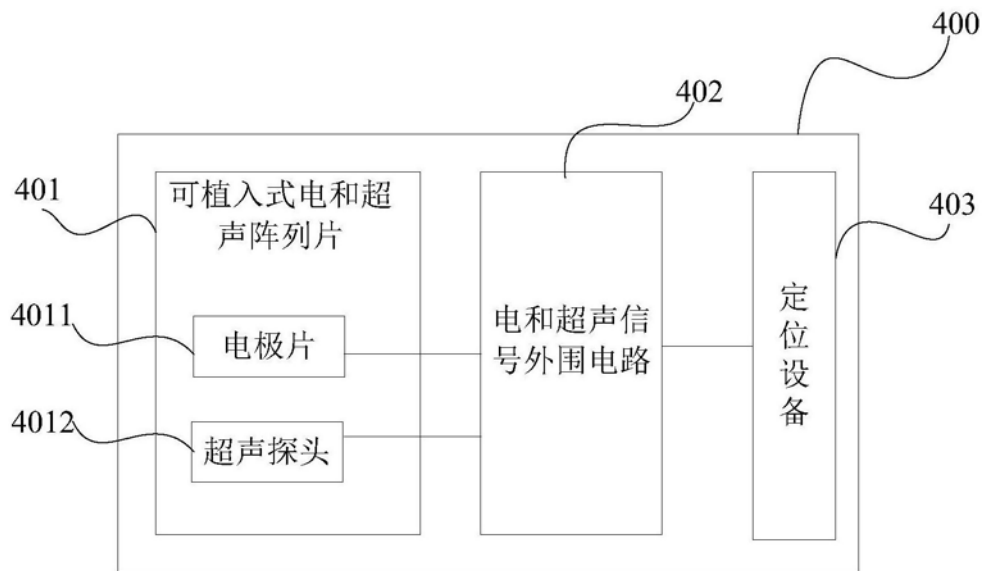 400
402
401
可植入式电和超
声阵列片
403
4011
电极片
电和超声信
号外围电路
定
位
设
备
4012
超声探头